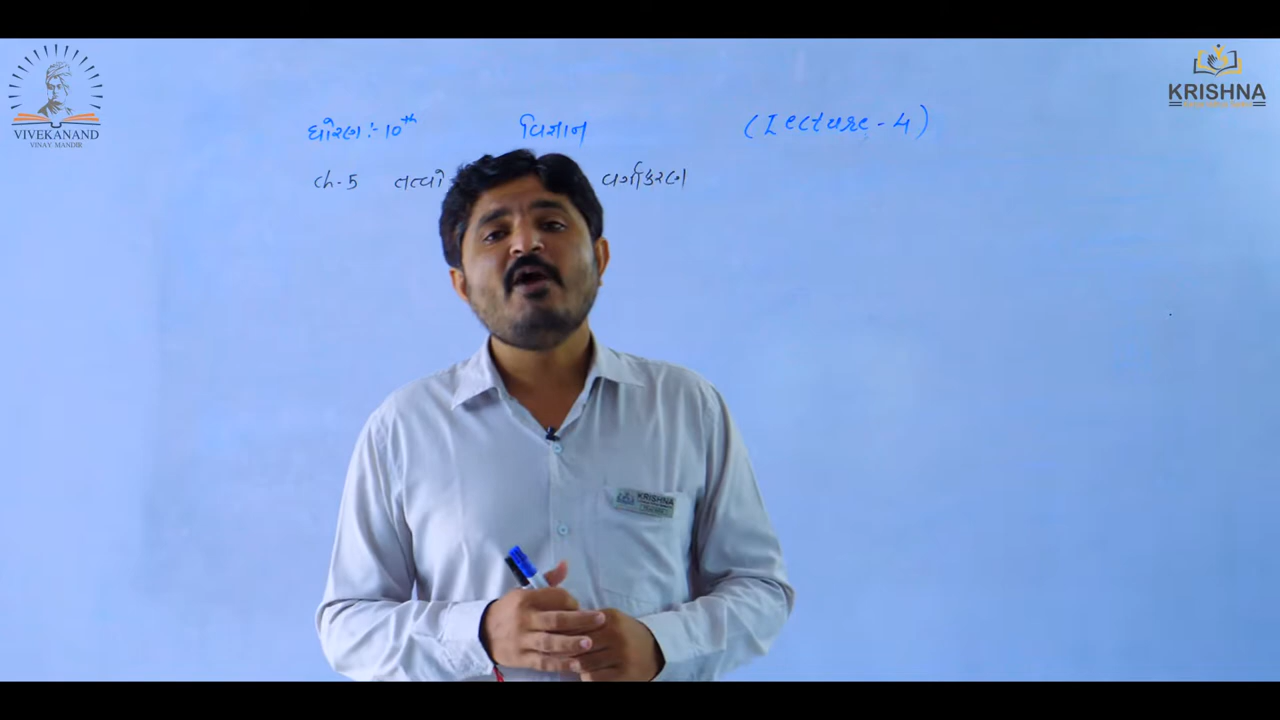 VIVEKANAND
VINAY MANDIR
KRISHNA
ધોરણ :- 10th વિજ્ઞાન (Lecture - 4)
ch-5 તત્વો વર્ગીકરણ
KRISHNA